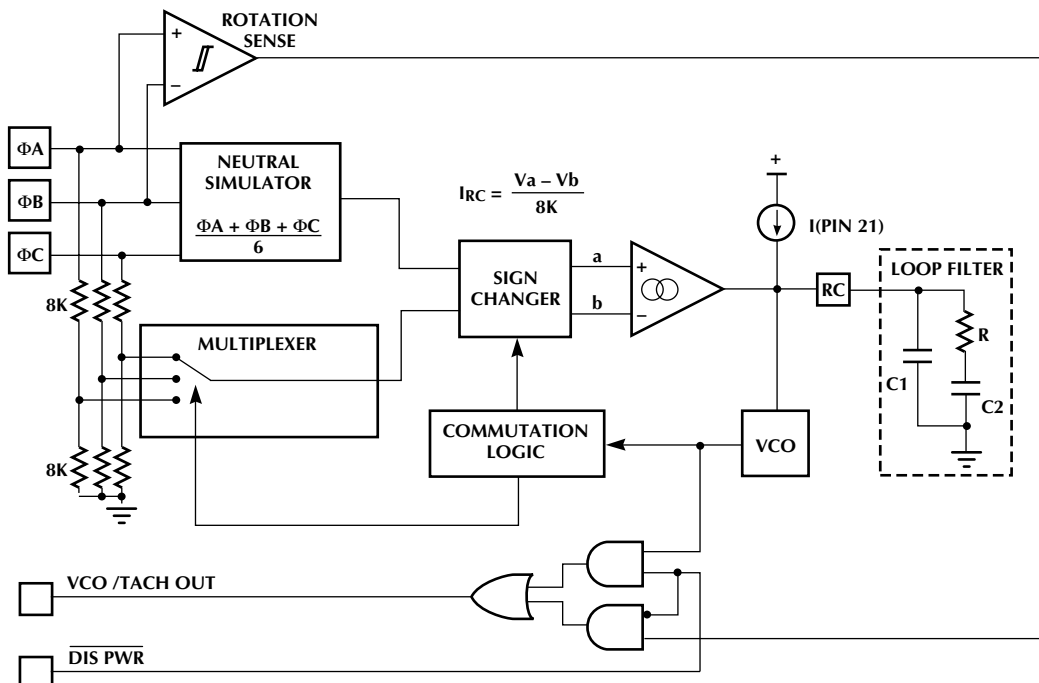 ROTATION
SENSE
+
−
ΦA
ΦB
ΦC
NEUTRAL
SIMULATOR
ΦA + ΦB + ΦC
6
IRC = Va – Vb
8K
+
I(PIN 21)
a
b
+
−
SIGN
CHANGER
RC
LOOP FILTER
R
C1
C2
8K
MULTIPLEXER
COMMUTATION
LOGIC
VCO
8K
VCO /TACH OUT
DIS PWR